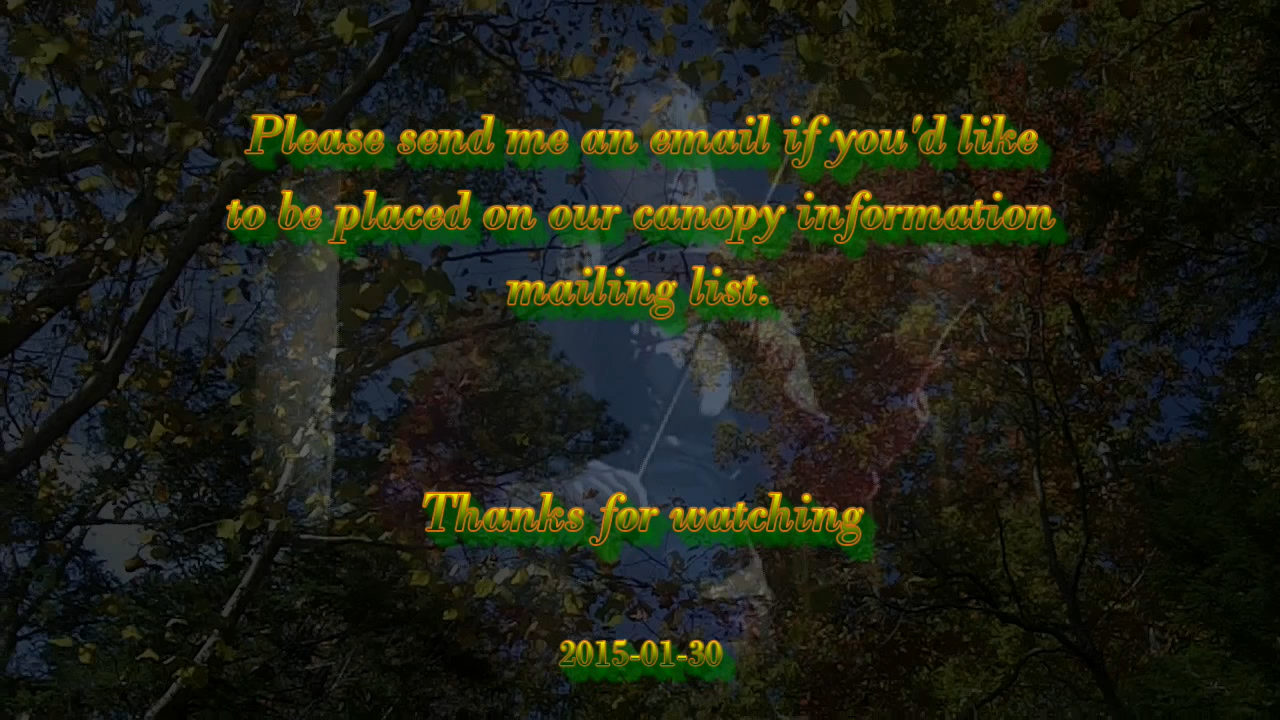 Please send me an email if you'd like
to be placed on our canopy information
mailing list.
Thanks for watching
2015-01-30